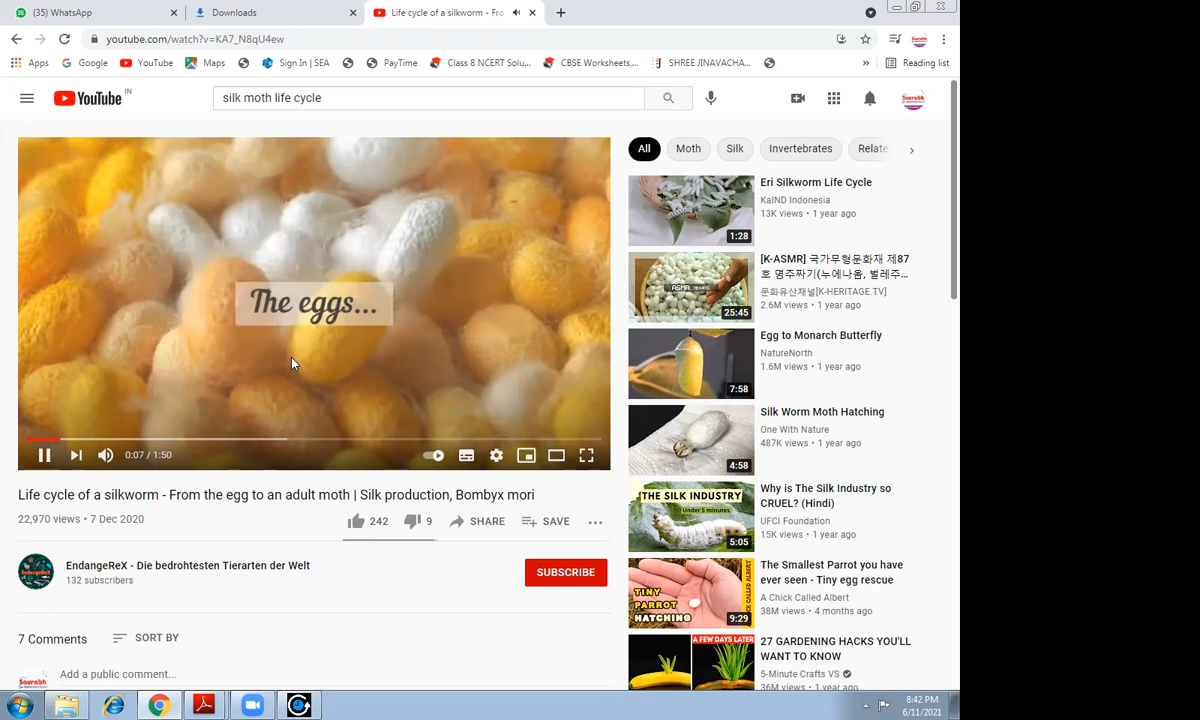 (35) WhatsApp
Downloads
Life cycle of a silkworm - Fro
youtube.com/watch?v=KA7_N8qU4ew
Apps
Google
YouTube
Maps
Sign In | SEA
PayTime
Class 8 NCERT Solu...
CBSE Worksheets,...
SHREE JINAVACHA...
»
Reading list
YouTube IN
silk moth life cycle
Saurabh
The eggs...
0:07 / 1:50
Life cycle of a silkworm - From the egg to an adult moth | Silk production, Bombyx mori
22,970 views • 7 Dec 2020
242
9
SHARE
SAVE
EndangeReX - Die bedrohtesten Tierarten der Welt
132 subscribers
SUBSCRIBE
7 Comments
SORT BY
Saurabh
Add a public comment...
All
Moth
Silk
Invertebrates
Relate
1:28
Eri Silkworm Life Cycle
KaIND Indonesia
13K views • 1 year ago
ASMR
25:45
[K-ASMR] 국가무형문화재 제87
호 명주짜기(누에나옴, 벌레주...
문화유산채널[K-HERITAGE.TV]
2.6M views • 1 year ago
7:58
Egg to Monarch Butterfly
NatureNorth
1.6M views • 1 year ago
4:58
Silk Worm Moth Hatching
One With Nature
487K views • 1 year ago
THE SILK INDUSTRY
Under 5 minutes
5:05
Why is The Silk Industry so
CRUEL? (Hindi)
UFCI Foundation
15K views • 1 year ago
TINY
PARROT
HATCHING
A CHICK CALLED ALBERT
9:29
The Smallest Parrot you have
ever seen - Tiny egg rescue
A Chick Called Albert
38M views • 4 months ago
A FEW DAYS LATER
27 GARDENING HACKS YOU'LL
WANT TO KNOW
5-Minute Crafts VS
36M views • 1 year ago
8:42 PM
6/11/2021